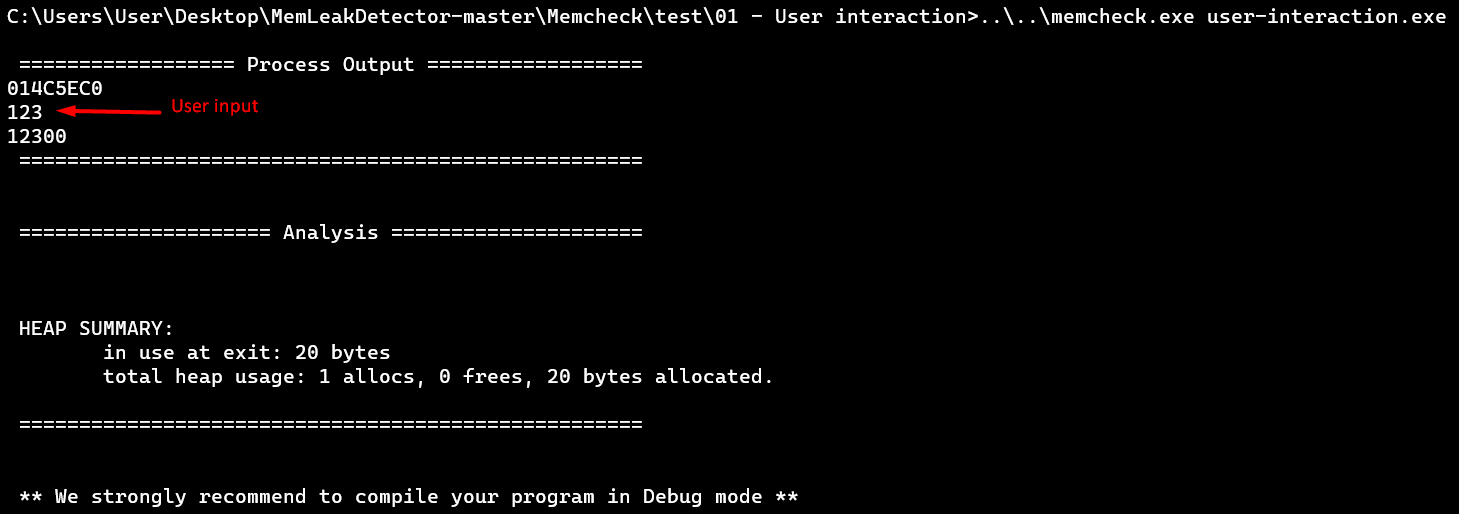 C:\Users\User\Desktop\MemLeakDetector-master\Memcheck\test\01 - User interaction>..\..\memcheck.exe user-interaction.exe
================== Process Output ==================
014C5EC0
123
User input
12300
====================================================
===================== Analysis =====================
HEAP SUMMARY:
in use at exit: 20 bytes
total heap usage: 1 allocs, 0 frees, 20 bytes allocated.
====================================================
** We strongly recommend to compile your program in Debug mode **